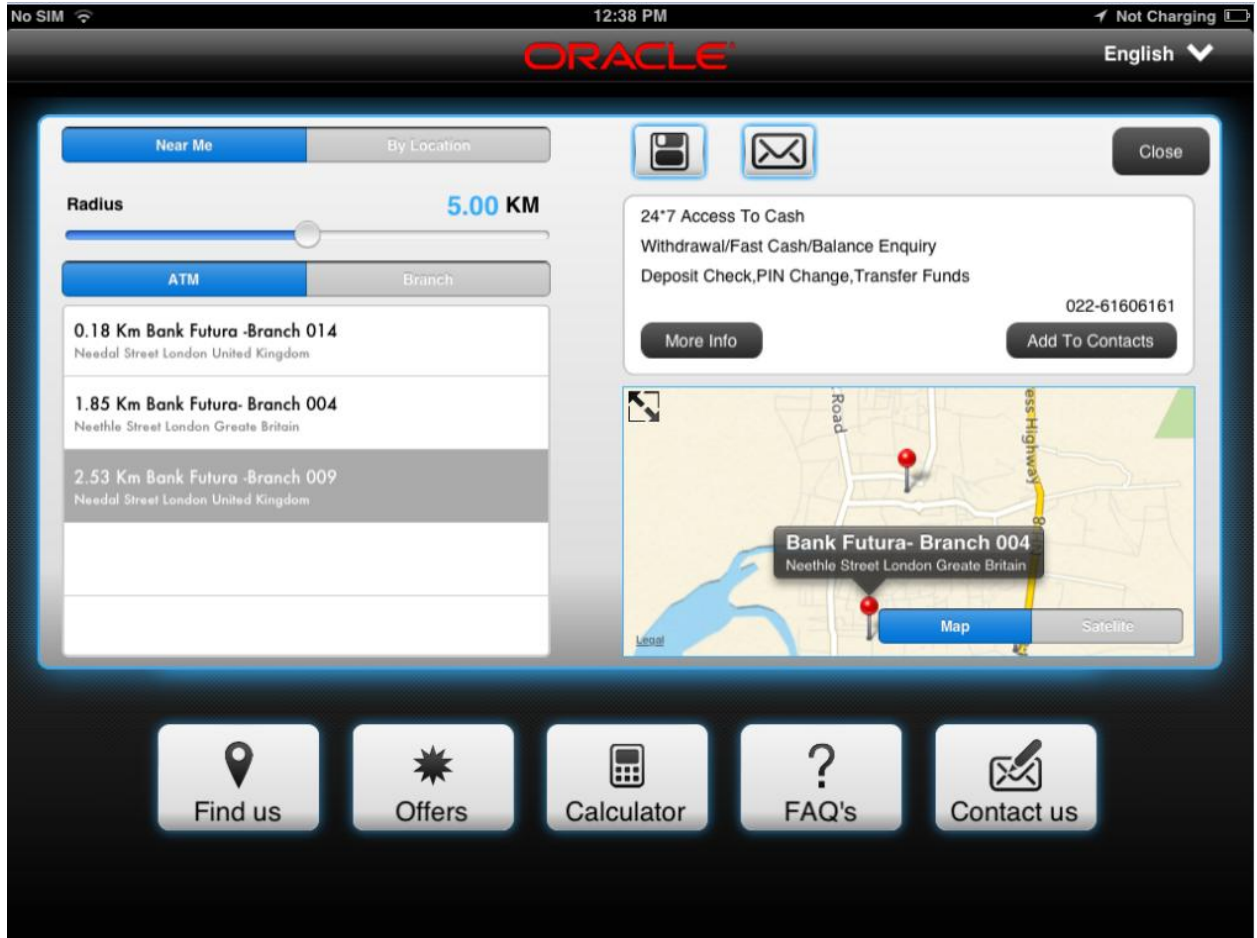 No SIM
12:38 PM
Not Charging
ORACLE
English
Near Me
By Location
Radius
5.00 KM
ATM
Branch
0.18 Km Bank Futura -Branch 014
Needal Street London United Kingdom
1.85 Km Bank Futura- Branch 004
Neethle Street London Greate Britain
2.53 Km Bank Futura -Branch 009
Needal Street London United Kingdom
Close
24*7 Access To Cash
Withdrawal/Fast Cash/Balance Enquiry
Deposit Check,PIN Change,Transfer Funds
022-61606161
More Info
Add To Contacts
Road
ess Highway
Bank Futura- Branch 004
Neethle Street London Greate Britain
Legal
Map
Satelite
Find us
Offers
Calculator
FAQ's
Contact us